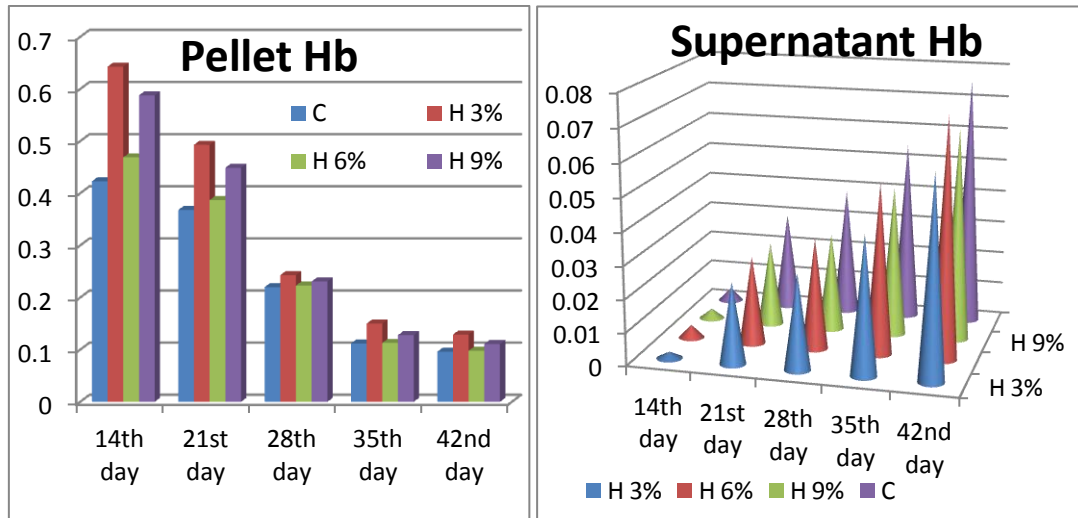 Pellet Hb
0.7
0.6
0.5
0.4
0.3
0.2
0.1
0
C
H 3%
H 6%
H 9%
14th day
21st day
28th day
35th day
42nd day
Supernatant Hb
0.08
0.07
0.06
0.05
0.04
0.03
0.02
0.01
0
14th day
21st day
28th day
35th day
42nd day
H 9%
H 3%
H 3%
H 6%
H 9%
C